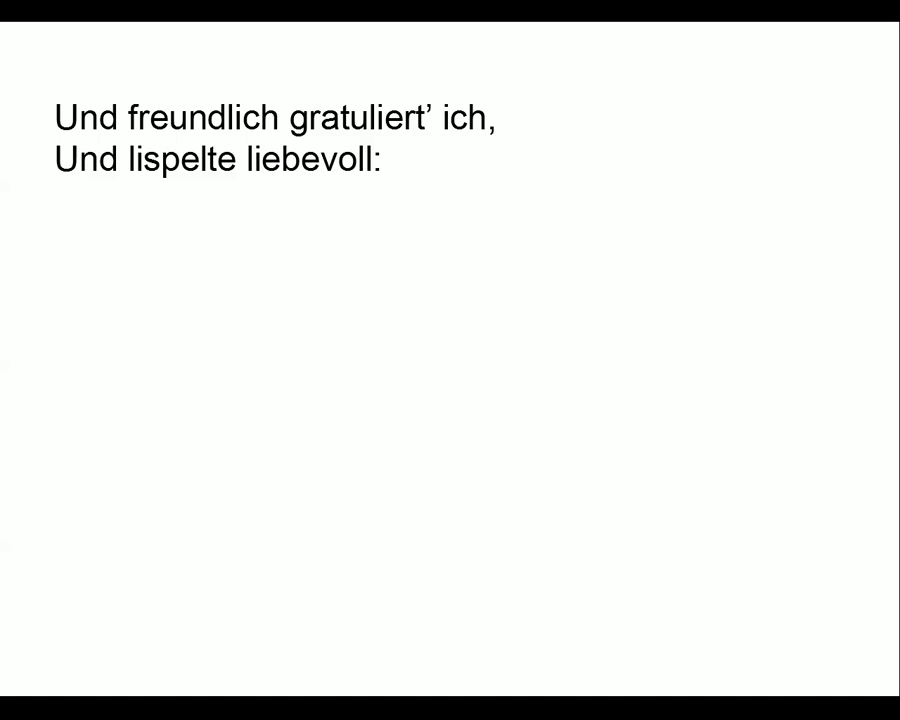 Und freundlich gratuliert’ ich,
Und lispelte liebevoll: